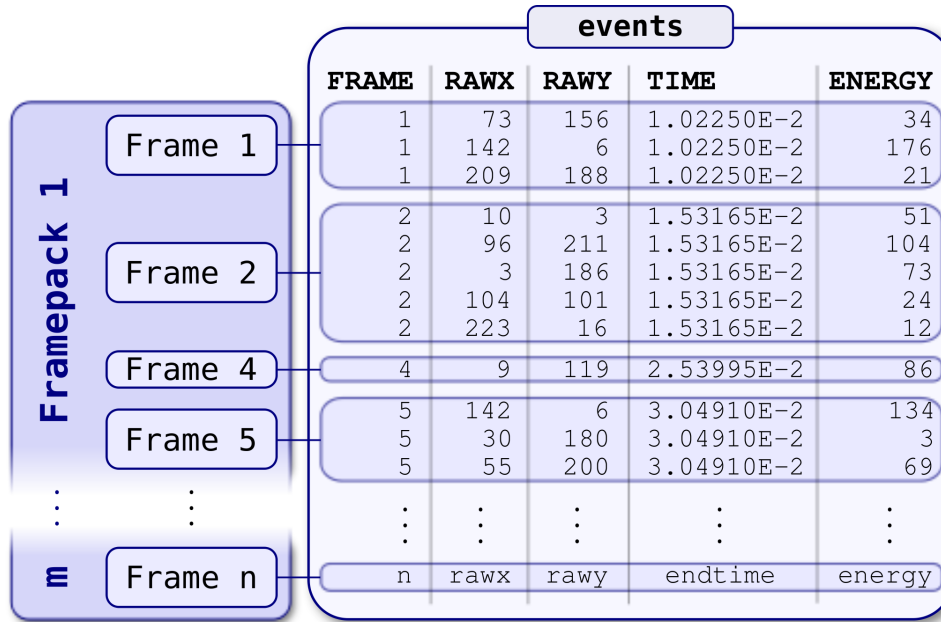 events
FRAME RAWX RAWY TIME ENERGY
Framepack 1
Frame 1
1 73 156 1.02250E-2 34
1 142 6 1.02250E-2 176
1 209 188 1.02250E-2 21
Frame 2
2 10 3 1.53165E-2 51
2 96 211 1.53165E-2 104
2 3 186 1.53165E-2 73
2 104 101 1.53165E-2 24
2 223 16 1.53165E-2 12
Frame 4
4 9 119 2.53995E-2 86
Frame 5
5 142 6 3.04910E-2 134
5 30 180 3.04910E-2 3
5 55 200 3.04910E-2 69
⋮ ⋮ ⋮ ⋮ ⋮ ⋮ ⋮
m
Frame n
n rawx rawy endtime energy